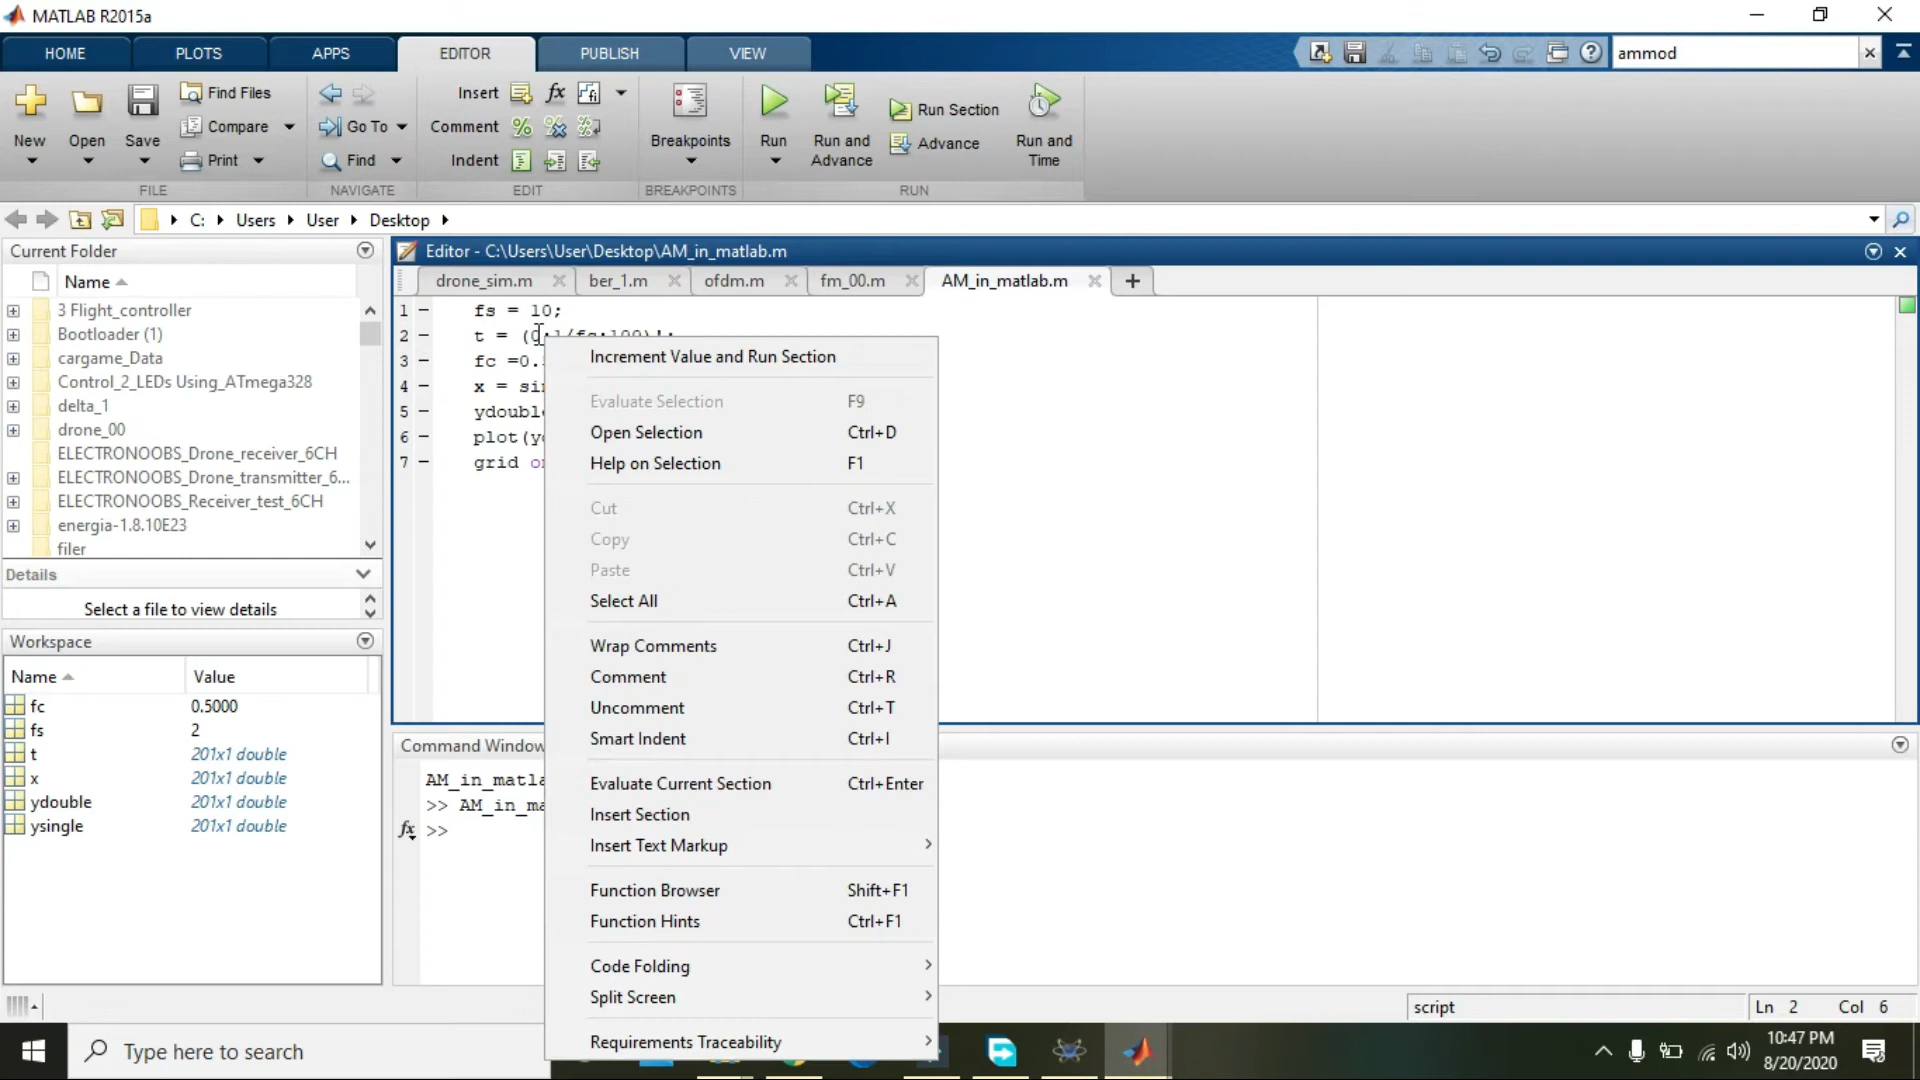 MATLAB R2015a
HOME PLOTS APPS EDITOR PUBLISH VIEW
ammod
New
Open
Save
Find Files
Compare
Print
FILE
Go To
Find
NAVIGATE
Insert
Comment
Indent
EDIT
Breakpoints
BREAKPOINTS
Run
Run and
Advance
Run Section
Advance
Run and
Time
RUN
C: Users User Desktop
Current Folder
Name
3 Flight_controller
Bootloader (1)
cargame_Data
Control_2_LEDs Using_ATmega328
delta_1
drone_00
ELECTRONOOBS_Drone_receiver_6CH
ELECTRONOOBS_Drone_transmitter_6...
ELECTRONOOBS_Receiver_test_6CH
energia-1.8.10E23
filer
Details
Select a file to view details
Workspace
Name Value
fc 0.5000
fs 2
t 201x1 double
x 201x1 double
ydouble 201x1 double
ysingle 201x1 double
Editor - C:\Users\User\Desktop\AM_in_matlab.m
drone_sim.m ber_1.m ofdm.m fm_00.m AM_in_matlab.m
1 fs = 10;
2 t = (0:1/fs:100)';
3 fc =0.
4 x = si
5 ydouble
6 plot(y
7 grid o
Increment Value and Run Section
Evaluate Selection F9
Open Selection Ctrl+D
Help on Selection F1
Cut Ctrl+X
Copy Ctrl+C
Paste Ctrl+V
Select All Ctrl+A
Wrap Comments Ctrl+J
Comment Ctrl+R
Uncomment Ctrl+T
Smart Indent Ctrl+I
Evaluate Current Section Ctrl+Enter
Insert Section
Insert Text Markup
Function Browser Shift+F1
Function Hints Ctrl+F1
Code Folding
Split Screen
Requirements Traceability
Command Window
AM_in_matla
>> AM_in_ma
fx >>
script Ln 2 Col 6
Type here to search
10:47 PM
8/20/2020